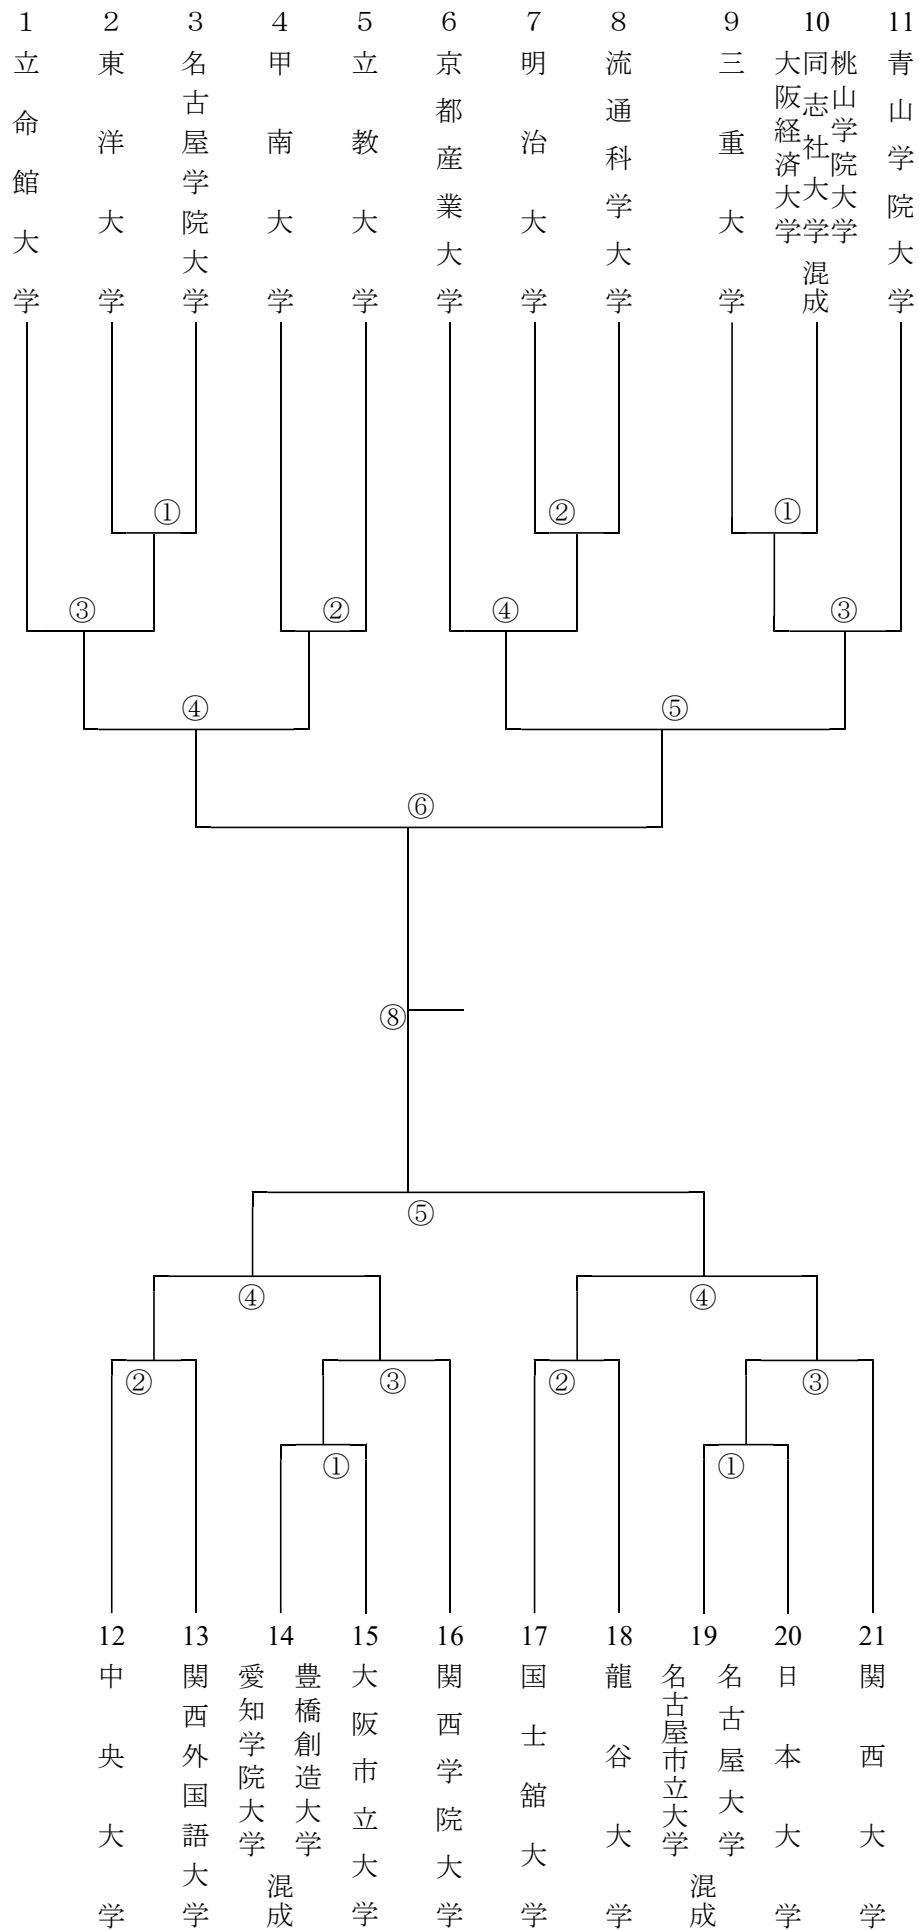 1 2 3 4 5 6 7 8 9 10 11
立命館大学
東洋大学
名古屋学院大学
甲南大学
立教大学
京都産業大学
明治大学
流通科学大学
三重大学
桃山学院大学
同志社大学 混成
大阪経済大学
青山学院大学
① ② ①
③ ② ④ ③
④ ⑤
⑥
⑧
⑤
④ ④
② ③ ② ③
① ①
12 13 14 15 16 17 18 19 20 21
中央大学
関西外国語大学
豊橋創造大学
愛知学院大学
混成
大阪市立大学
関西学院大学
国士舘大学
龍谷大学
名古屋大学
名古屋市立大学
混成
日本大学
関西大学